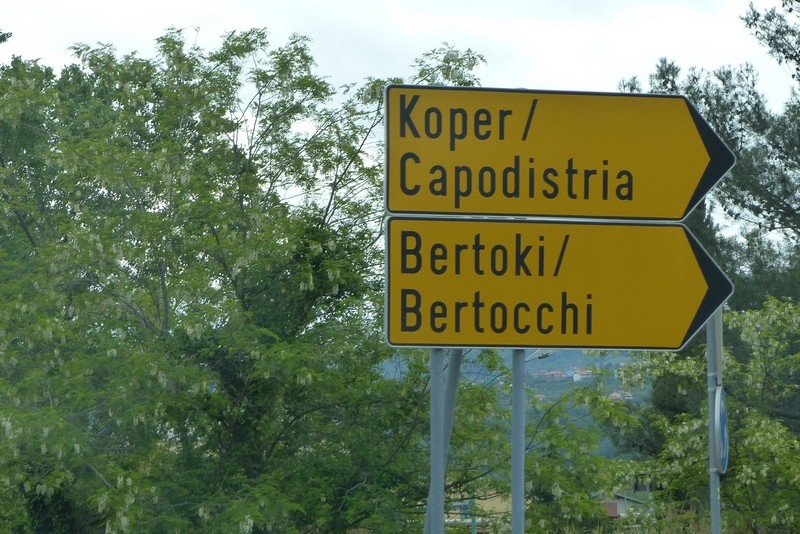 Koper/
Capodistria
Bertoki/
Bertocchi